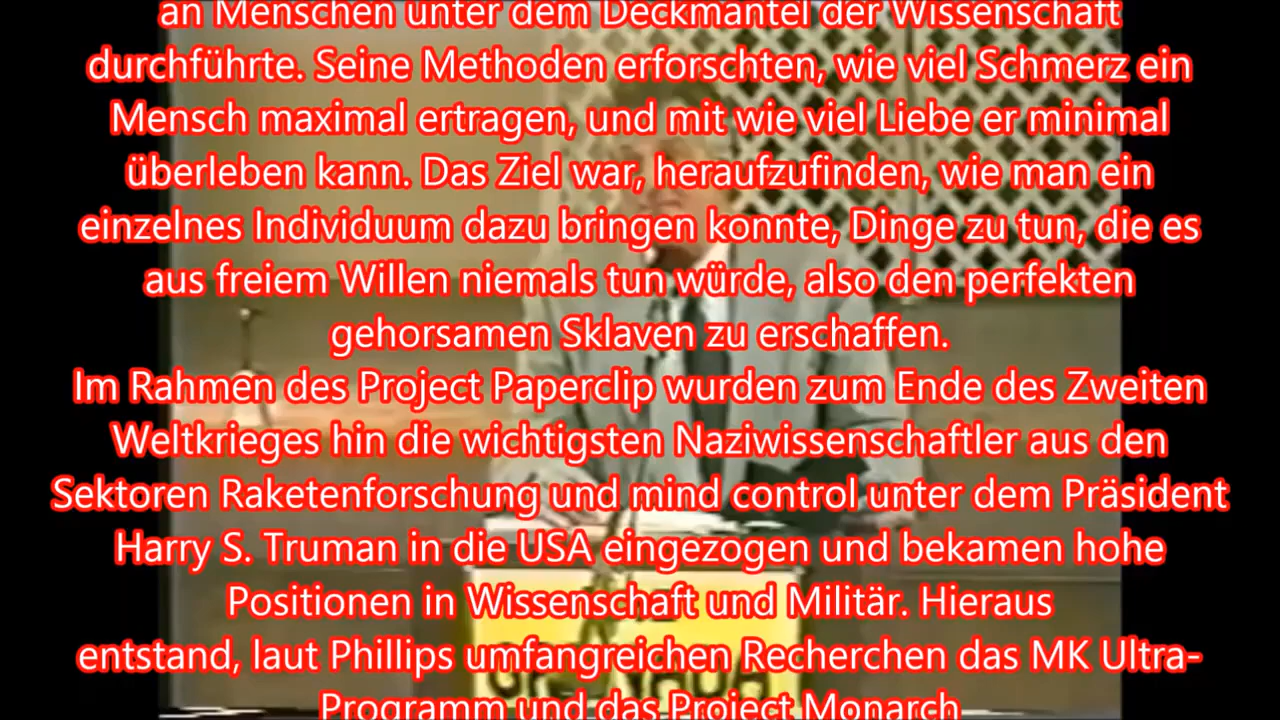 an Menschen unter dem Deckmantel der Wissenschaft
durchführte. Seine Methoden erforschten, wie viel Schmerz ein
Mensch maximal ertragen, und mit wie viel Liebe er minimal
überleben kann. Das Ziel war, heraufzufinden, wie man ein
einzelnes Individuum dazu bringen konnte, Dinge zu tun, die es
aus freiem Willen niemals tun würde, also den perfekten
gehorsamen Sklaven zu erschaffen.
Im Rahmen des Project Paperclip wurden zum Ende des Zweiten
Weltkrieges hin die wichtigsten Naziwissenschaftler aus den
Sektoren Raketenforschung und mind control unter dem Präsident
Harry S. Truman in die USA eingezogen und bekamen hohe
Positionen in Wissenschaft und Militär. Hieraus
entstand, laut Phillips umfangreichen Recherchen das MK Ultra-
Programm und das Project Monarch